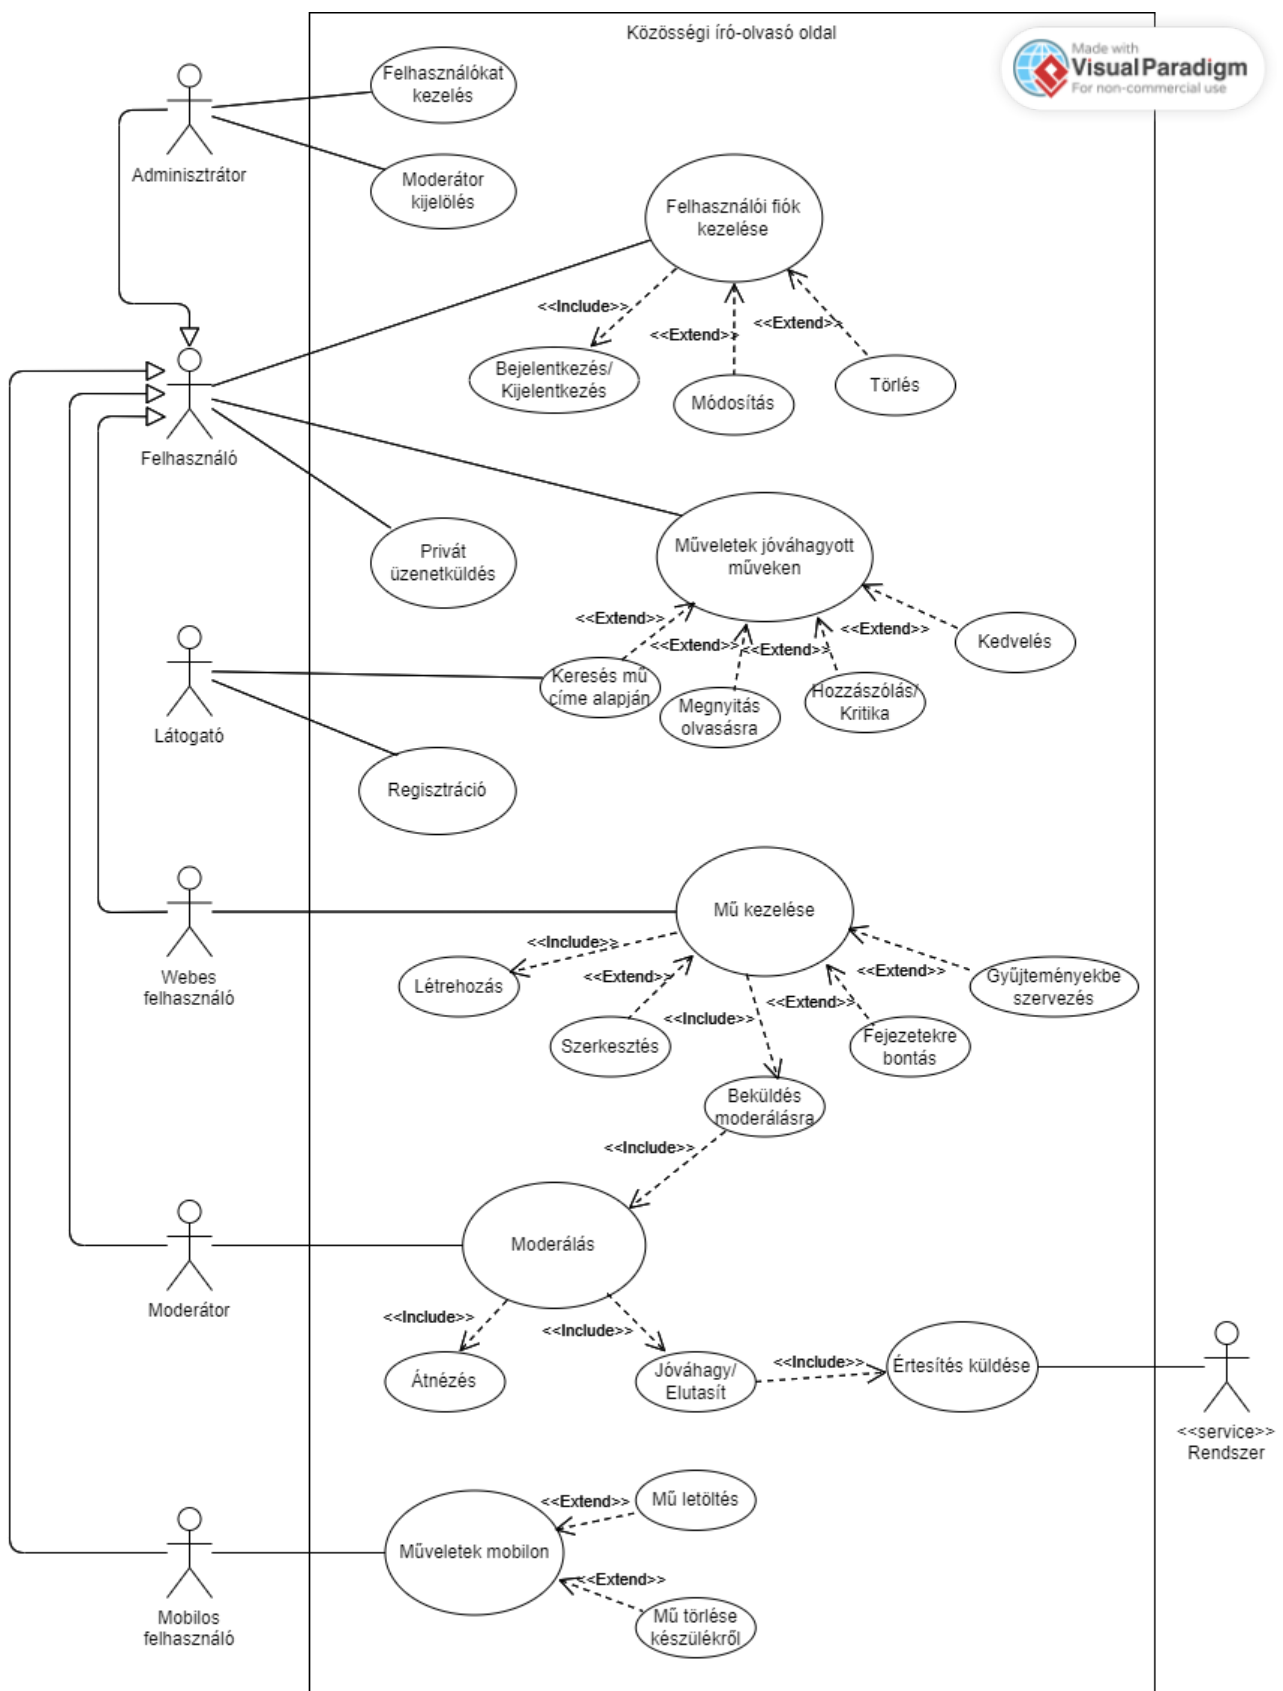 Közösségi író-olvasó oldal
Made with
Visual Paradigm
For non-commercial use
Felhasználókat
kezelés
Adminisztrátor
Moderátor
kijelölés
Felhasználói fiók
kezelése
<<Include>>
<<Extend>>
<<Extend>>
Bejelentkezés/
Kijelentkezés
Módosítás
Törlés
Felhasználó
Privát
üzenetküldés
Műveletek jóváhagyott
műveken
<<Extend>>
<<Extend>>
<<Extend>>
<<Extend>>
Kedvelés
Keresés mű
címe alapján
Megnyitás
olvasásra
Hozzászólás/
Kritika
Látogató
Regisztráció
Mű kezelése
<<Include>>
<<Extend>>
<<Include>>
<<Extend>>
<<Extend>>
Webes
felhasználó
Létrehozás
Szerkesztés
Fejezetekre
bontás
Gyűjteményekbe
szervezés
Beküldés
moderálásra
<<Include>>
Moderálás
Moderátor
<<Include>>
<<Include>>
Átnézés
Jóváhagy/
Elutasít
<<Include>>
Értesítés küldése
<<service>>
Rendszer
<<Extend>>
Mű letöltés
Műveletek mobilon
<<Extend>>
Mű törlése
készülékről
Mobilos
felhasználó